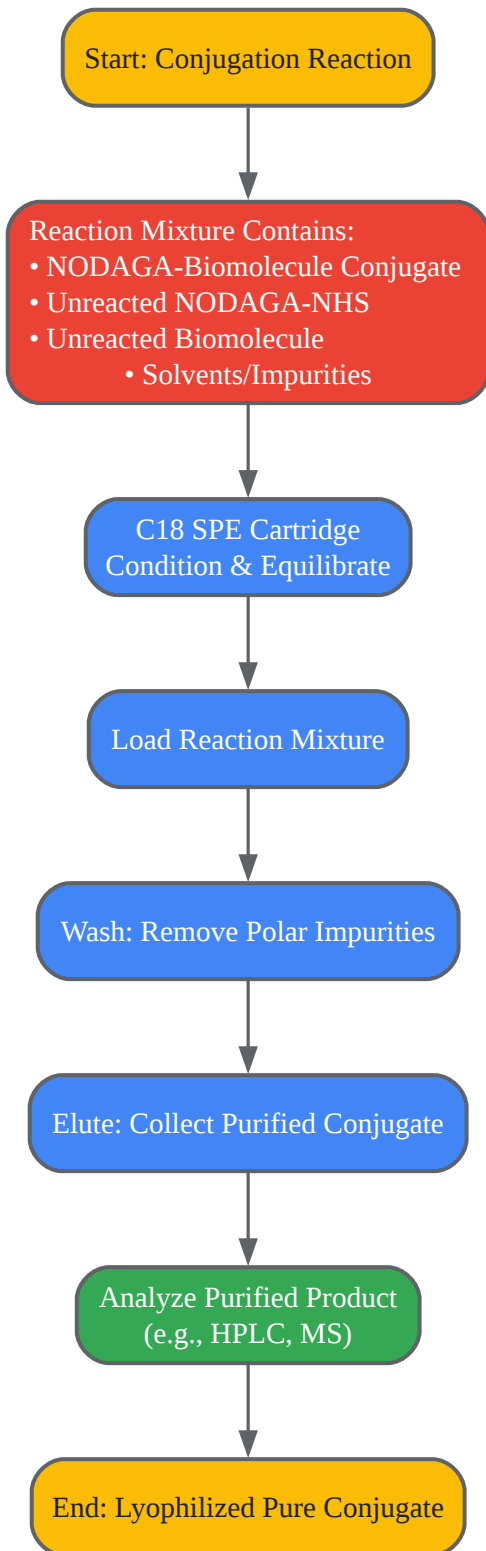 Start: Conjugation Reaction
Reaction Mixture Contains:
• NODAGA-Biomolecule Conjugate
• Unreacted NODAGA-NHS
• Unreacted Biomolecule
• Solvents/Impurities
C18 SPE Cartridge
Condition & Equilibrate
Load Reaction Mixture
Wash: Remove Polar Impurities
Elute: Collect Purified Conjugate
Analyze Purified Product
(e.g., HPLC, MS)
End: Lyophilized Pure Conjugate